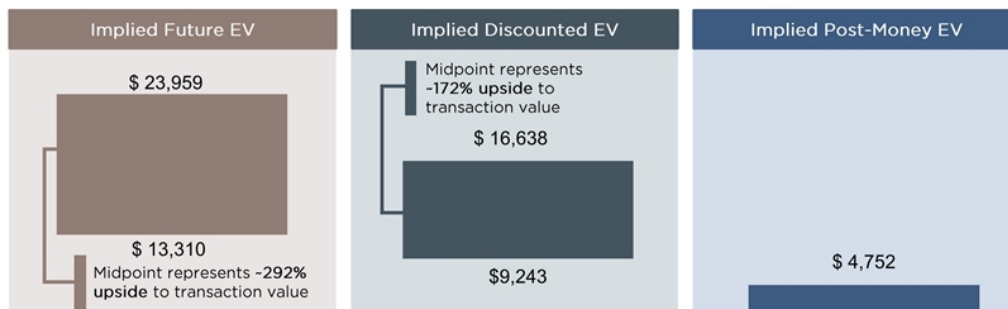 Implied Future EV
$ 23,959
$ 13,310
Midpoint represents ~292%
upside to transaction value
Implied Discounted EV
Midpoint represents
~172% upside to
transaction value
$ 16,638
$9,243
Implied Post-Money EV
$ 4,752